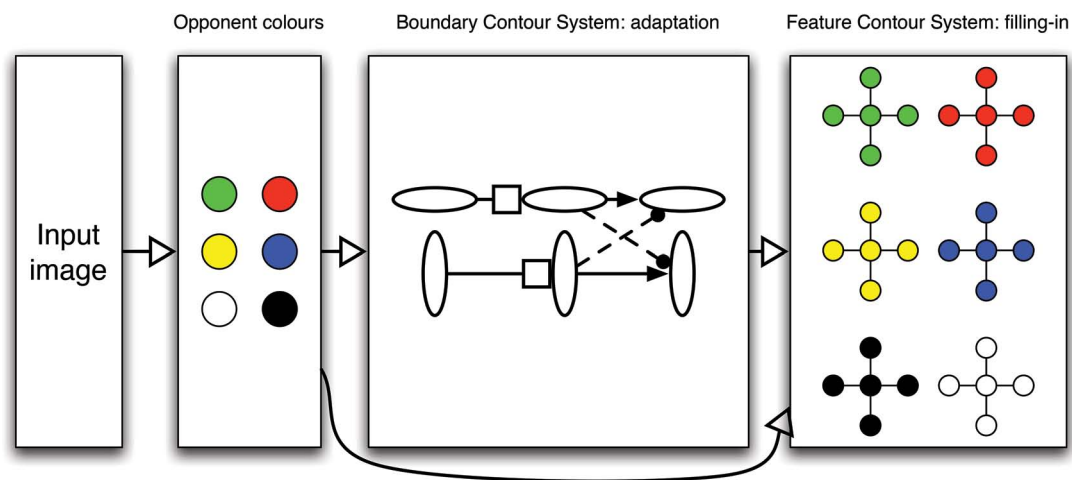 Opponent colours
Boundary Contour System: adaptation
Feature Contour System: filling-in
Input
image